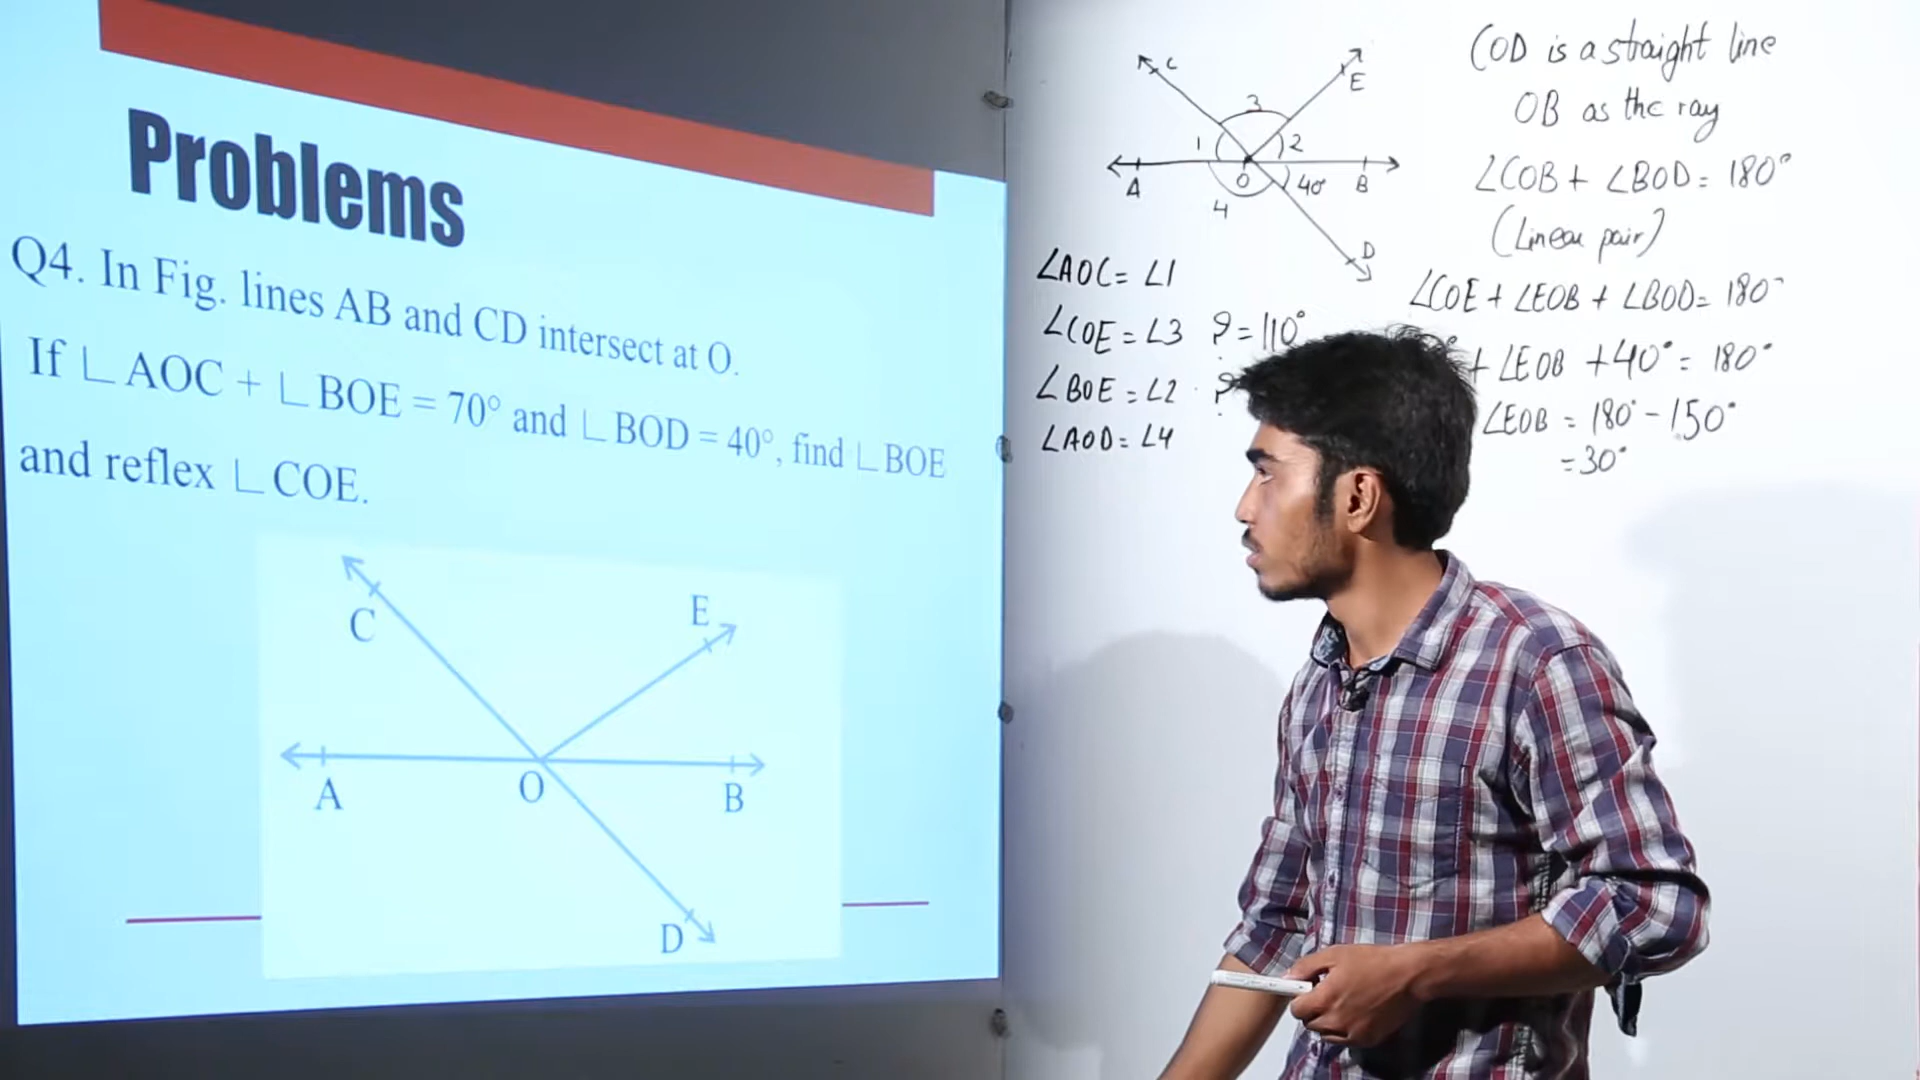 Problems
Q4. In Fig. lines AB and CD intersect at O.
If ∟AOC + ∟BOE = 70° and ∟BOD = 40°, find ∟BOE
and reflex ∟COE.
C
E
A
O
B
D
C
E
3
1
2
A
O
40°
B
4
D
∠AOC = ∠1
∠COE = ∠3 ? = 110°
∠BOE = ∠2 ?
∠AOD = ∠4
COD is a straight line
OB as the ray
∠COB + ∠BOD = 180°
(Linear pair)
∠COE + ∠EOB + ∠BOD = 180°
+ ∠EOB + 40° = 180°
∠EOB = 180° - 150°
= 30°